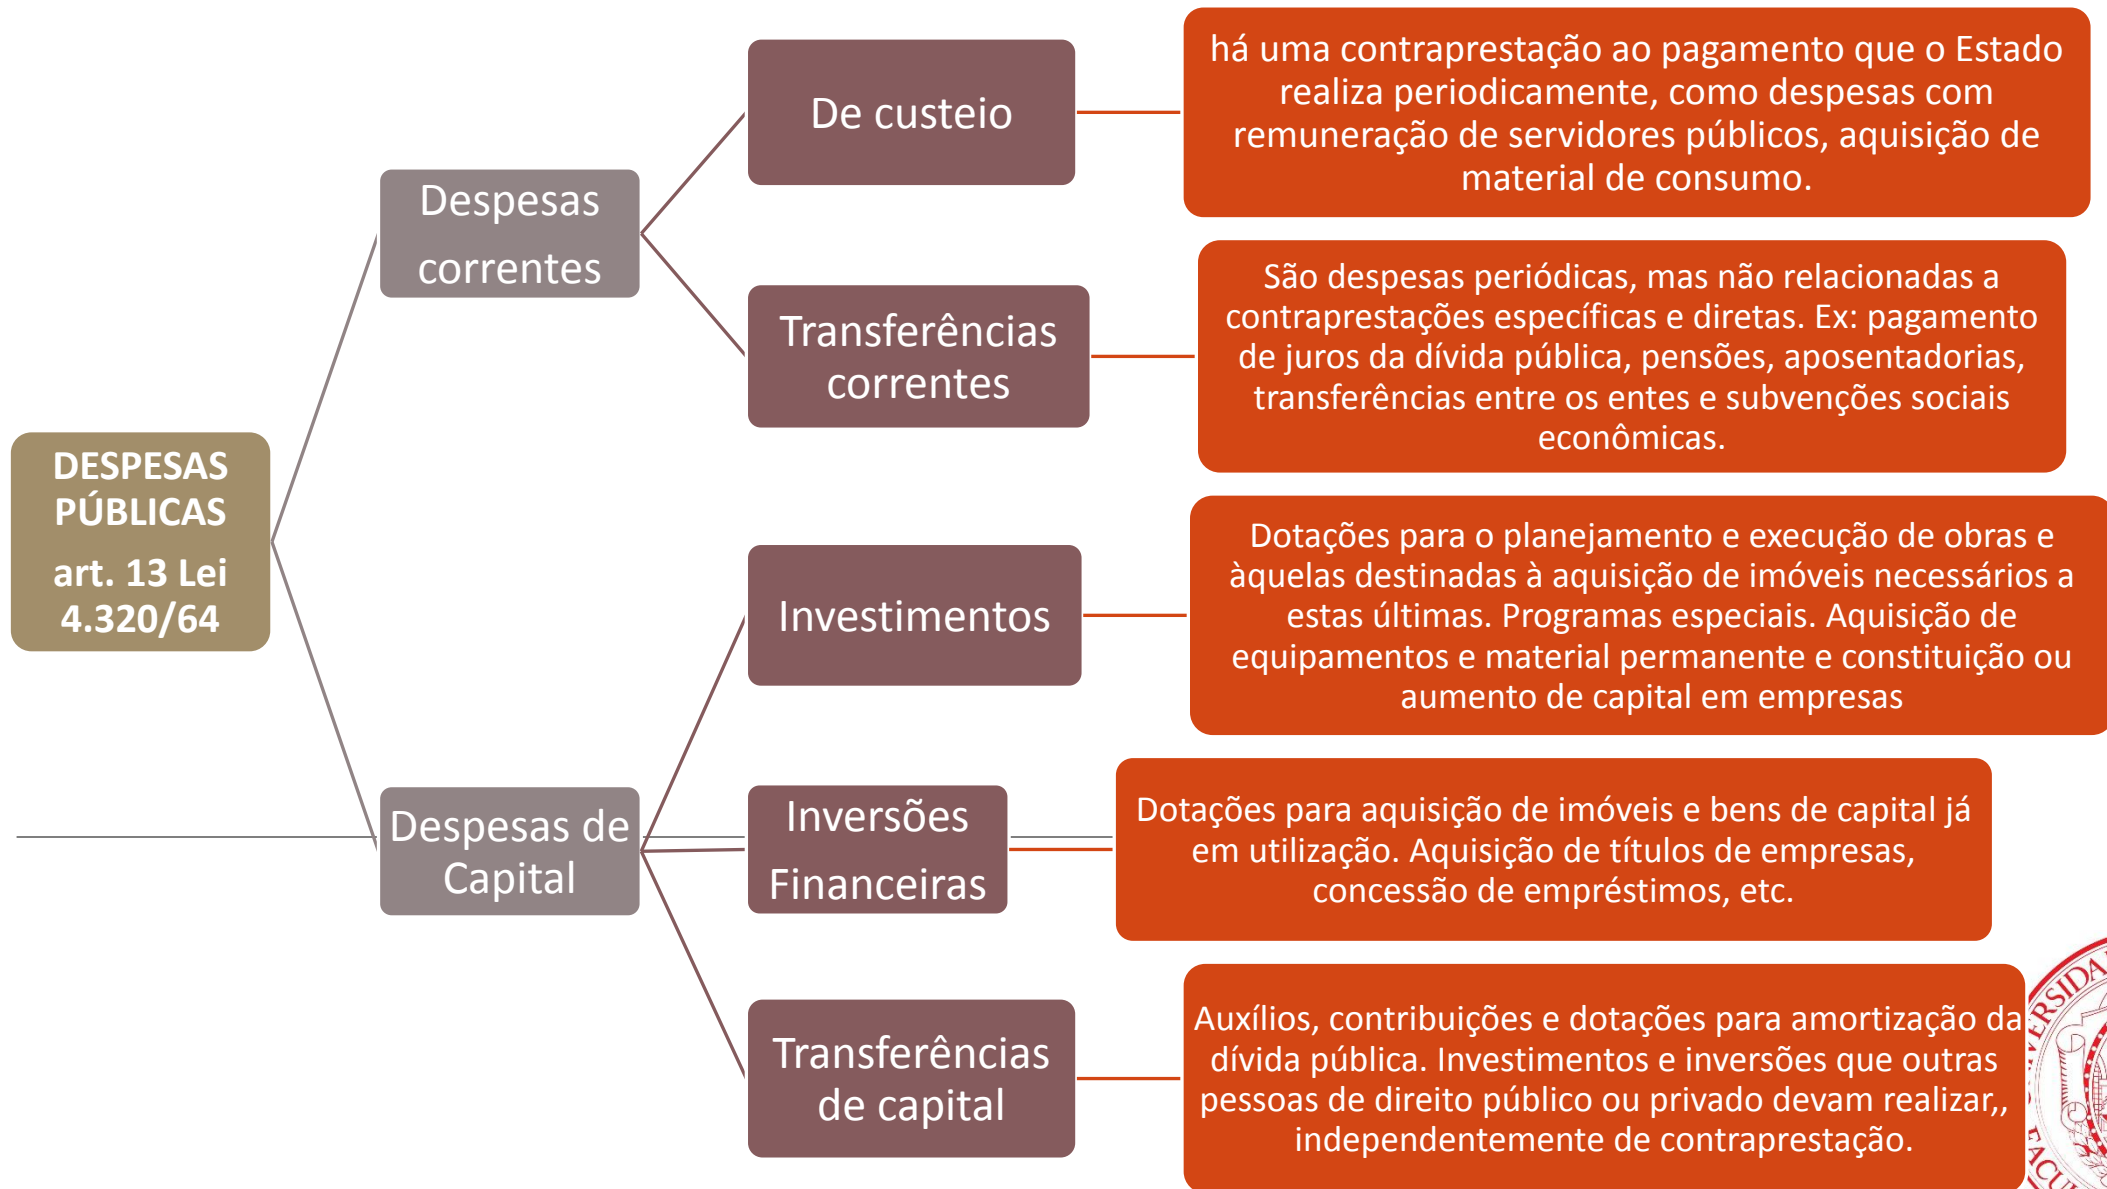 DESPESAS
PÚBLICAS
art. 13 Lei
4.320/64
Despesas
correntes
De custeio
há uma contraprestação ao pagamento que o Estado
realiza periodicamente, como despesas com
remuneração de servidores públicos, aquisição de
material de consumo.
Transferências
correntes
São despesas periódicas, mas não relacionadas a
contraprestações específicas e diretas. Ex: pagamento
de juros da dívida pública, pensões, aposentadorias,
transferências entre os entes e subvenções sociais
econômicas.
Despesas de
Capital
Investimentos
Dotações para o planejamento e execução de obras e
àquelas destinadas à aquisição de imóveis necessários a
estas últimas. Programas especiais. Aquisição de
equipamentos e material permanente e constituição ou
aumento de capital em empresas
Inversões
Financeiras
Dotações para aquisição de imóveis e bens de capital já
em utilização. Aquisição de títulos de empresas,
concessão de empréstimos, etc.
Transferências
de capital
Auxílios, contribuições e dotações para amortização da
dívida pública. Investimentos e inversões que outras
pessoas de direito público ou privado devam realizar,,
independentemente de contraprestação.